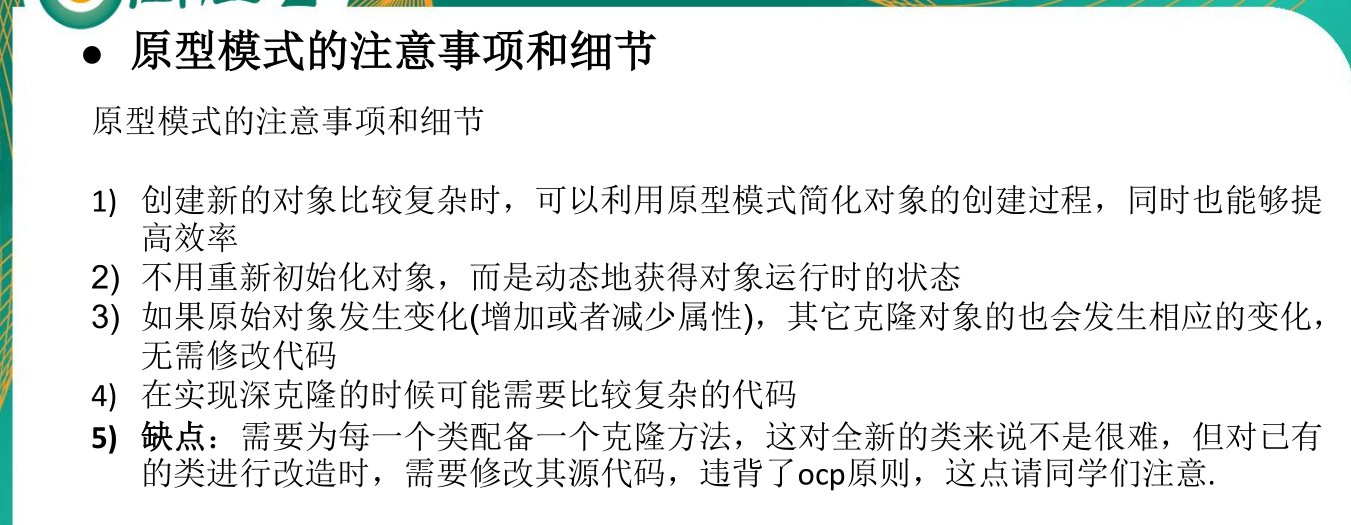 ● 原型模式的注意事项和细节
原型模式的注意事项和细节
1) 创建新的对象比较复杂时，可以利用原型模式简化对象的创建过程，同时也能够提
高效率
2) 不用重新初始化对象，而是动态地获得对象运行时的状态
3) 如果原始对象发生变化(增加或者减少属性)，其它克隆对象的也会发生相应的变化，
无需修改代码
4) 在实现深克隆的时候可能需要比较复杂的代码
5) 缺点：需要为每一个类配备一个克隆方法，这对全新的类来说不是很难，但对已有
的类进行改造时，需要修改其源代码，违背了ocp原则，这点请同学们注意.